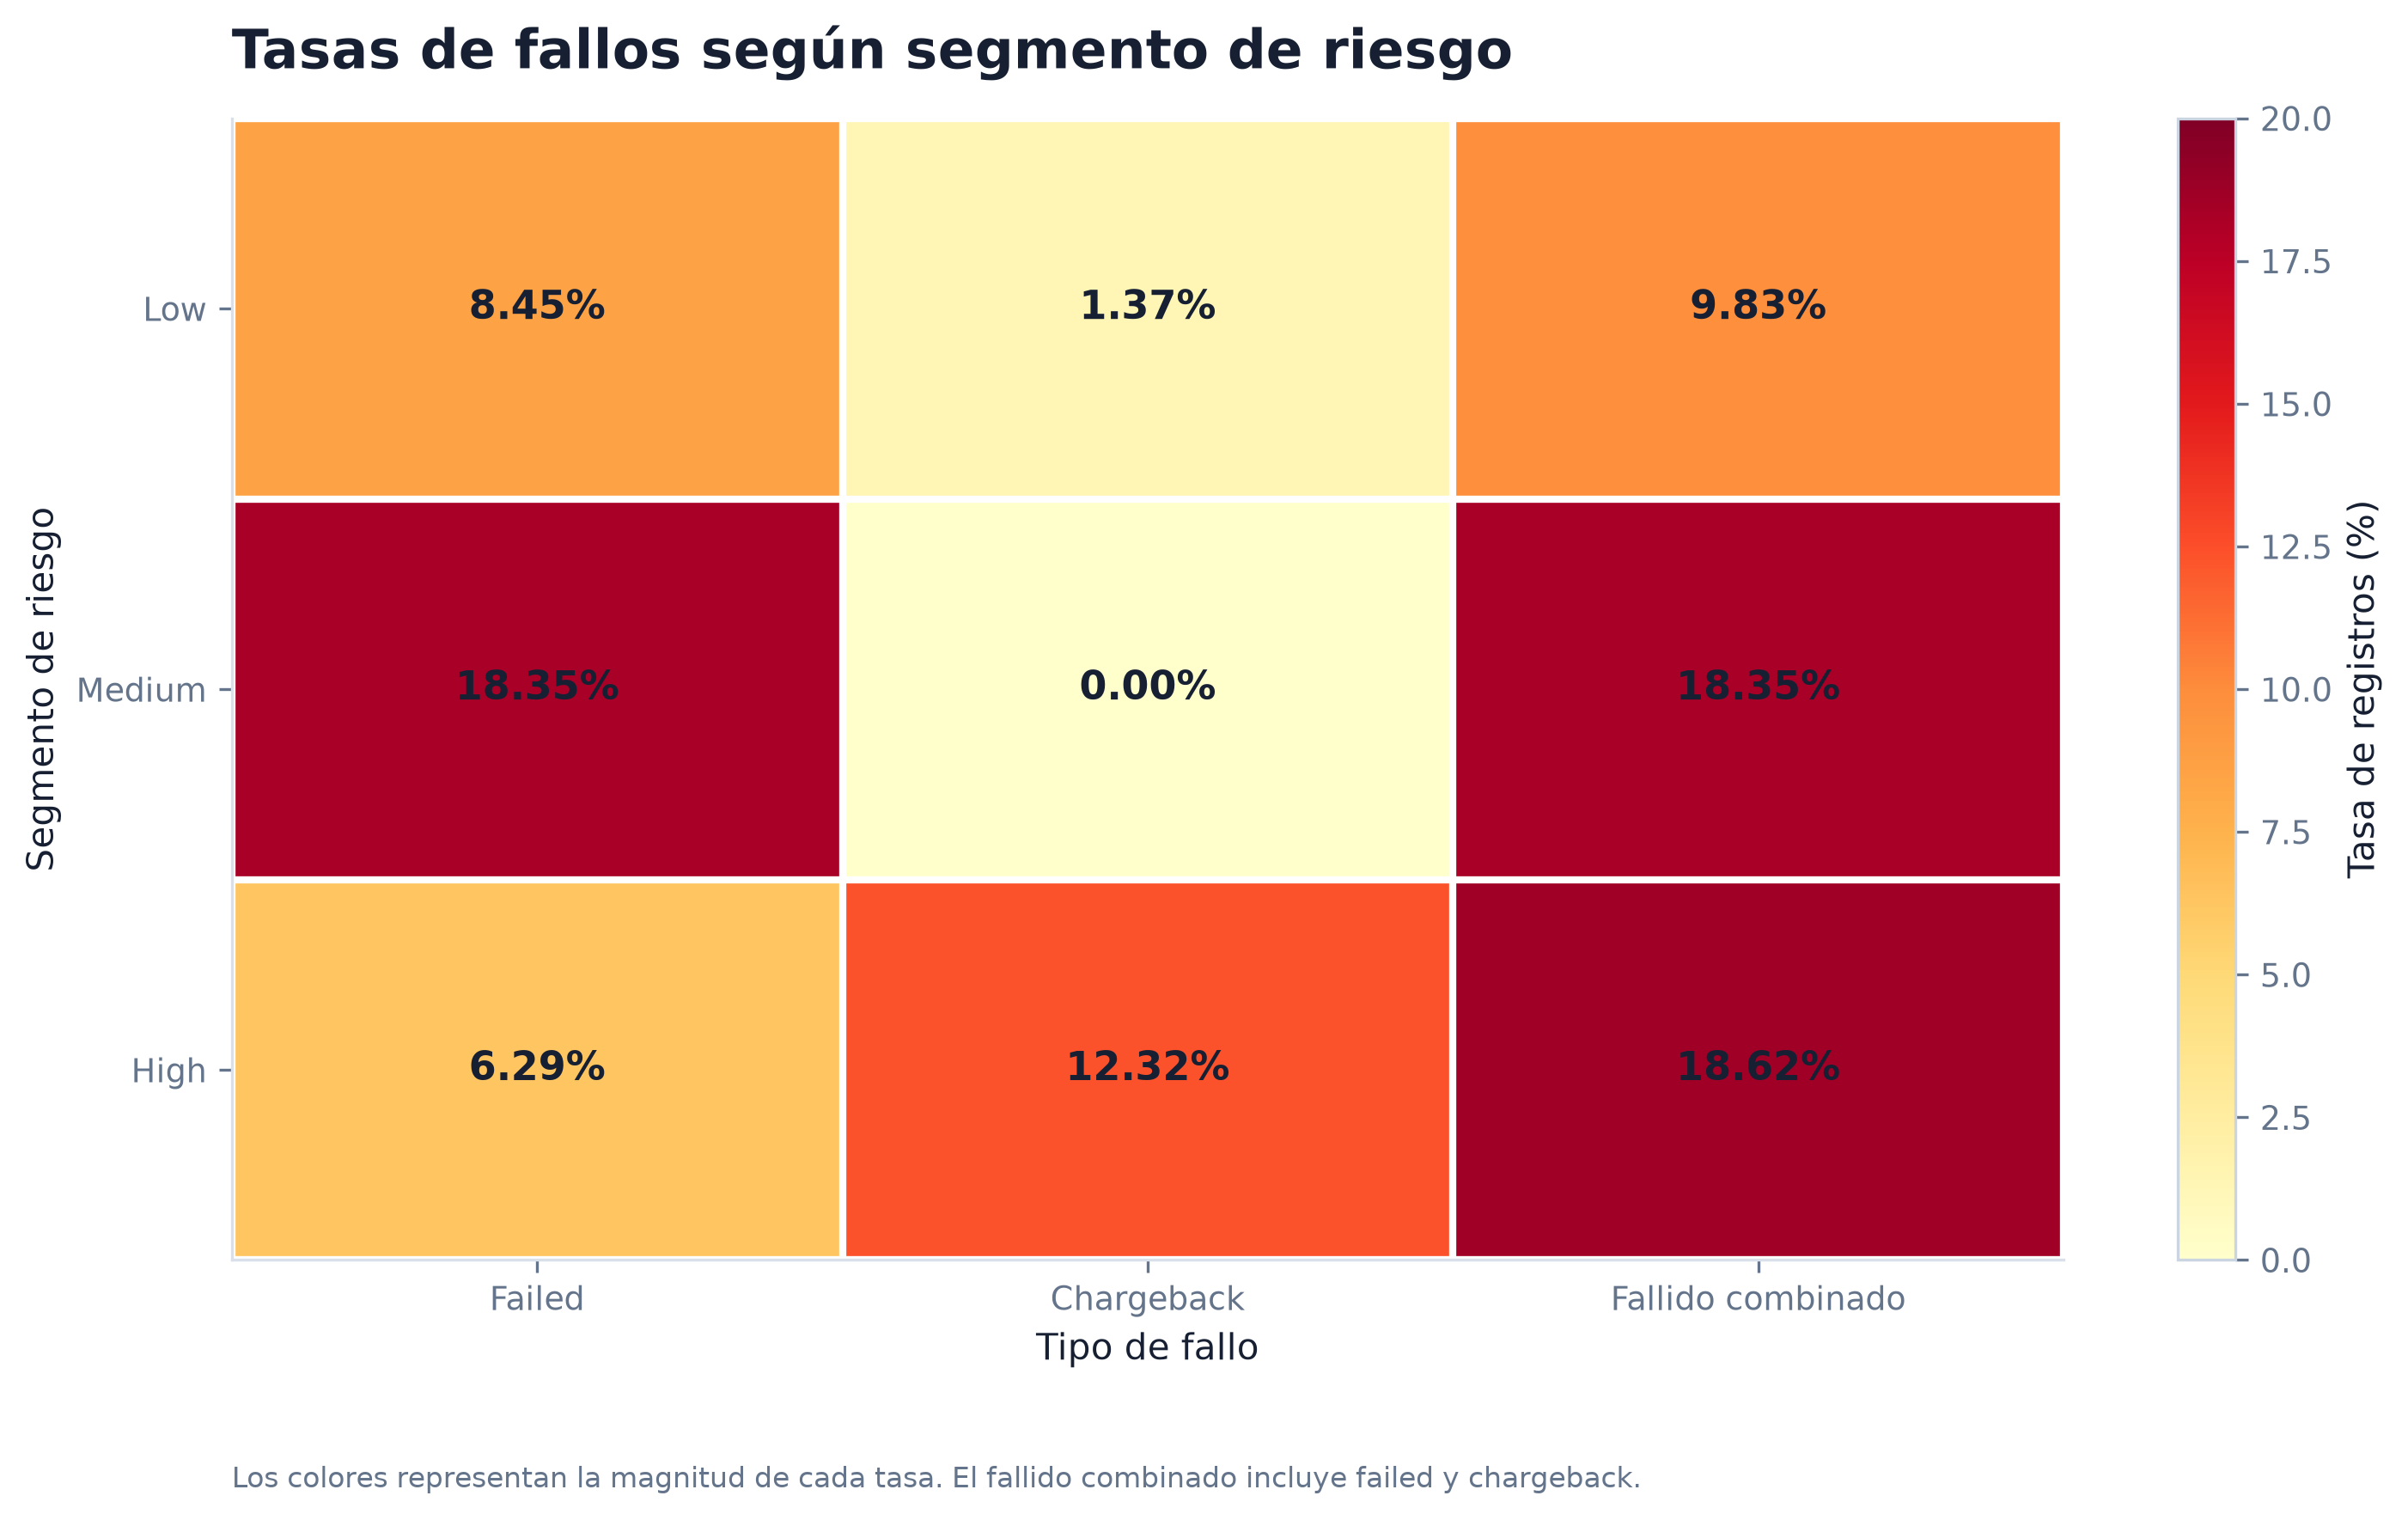 Tasas de fallos según segmento de riesgo
Segmento de riesgo
Low
8.45%
1.37%
9.83%
Medium
18.35%
0.00%
18.35%
High
6.29%
12.32%
18.62%
Failed
Chargeback
Fallido combinado
Tipo de fallo
20.0
17.5
15.0
12.5
10.0
7.5
5.0
2.5
0.0
Tasa de registros (%)
Los colores representan la magnitud de cada tasa. El fallido combinado incluye failed y chargeback.